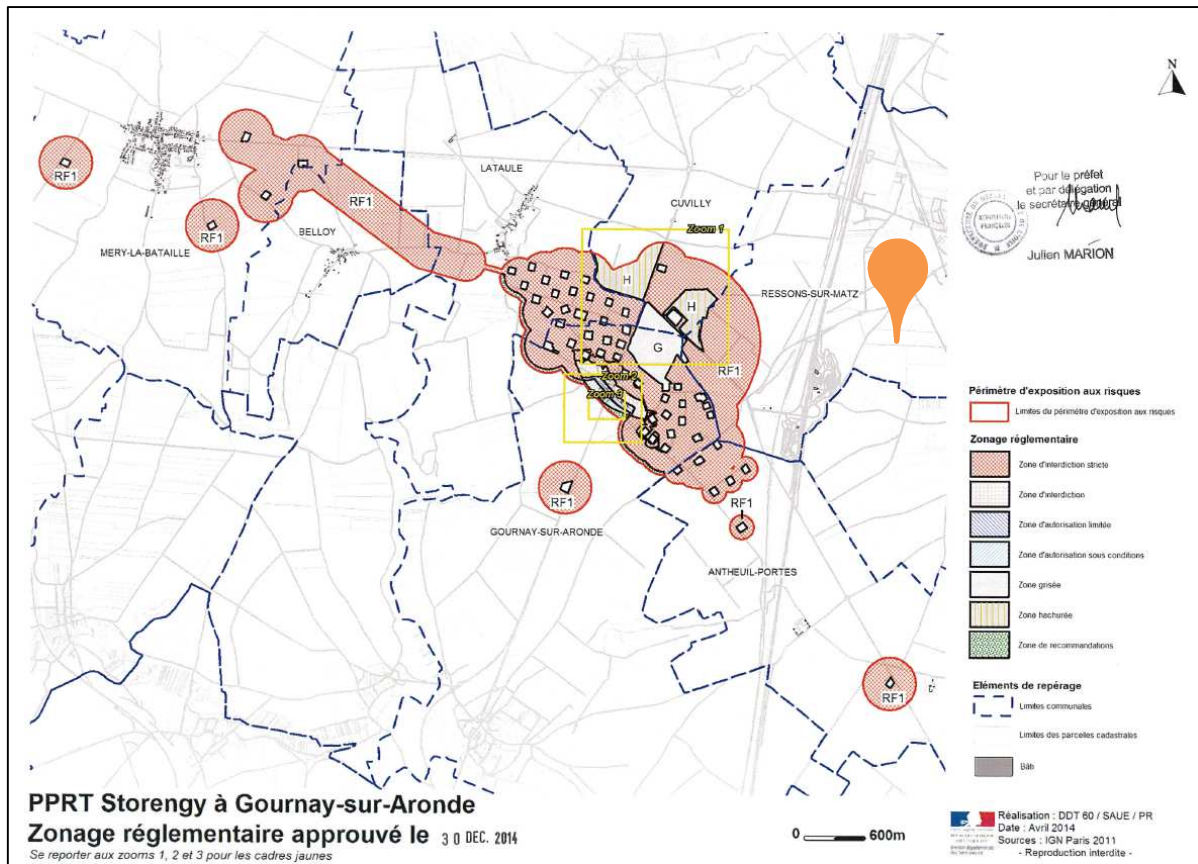 N
Pour le préfet
et par délégation
le secrétaire général
Julien MARION
LATAULE
CUVILLY
Zoom 1
RF1
RF1
RF1
BELLOY
MERY-LA-BATAILLE
H
H
RESSONS-SUR-MATZ
G
RF1
Zoom 2
Zoom 3
RF1
RF1
GOURNAY-SUR-ARONDE
ANTHEUIL-PORTES
RF1
Périmètre d'exposition aux risques
Limites du périmètre d'exposition aux risques
Zonage réglementaire
Zone d'interdiction stricte
Zone d'interdiction
Zone d'autorisation limitée
Zone d'autorisation sous conditions
Zone grisée
Zone hachurée
Zone de recommandations
Eléments de repérage
Limites communales
Limites des parcelles cadastrales
Bâti
PPRT Storengy à Gournay-sur-Aronde
Zonage réglementaire approuvé le 30 DEC. 2014
Se reporter aux zooms 1, 2 et 3 pour les cadres jaunes
0 600m
Réalisation : DDT 60 / SAUE / PR
Date : Avril 2014
Sources : IGN Paris 2011
- Reproduction interdite -